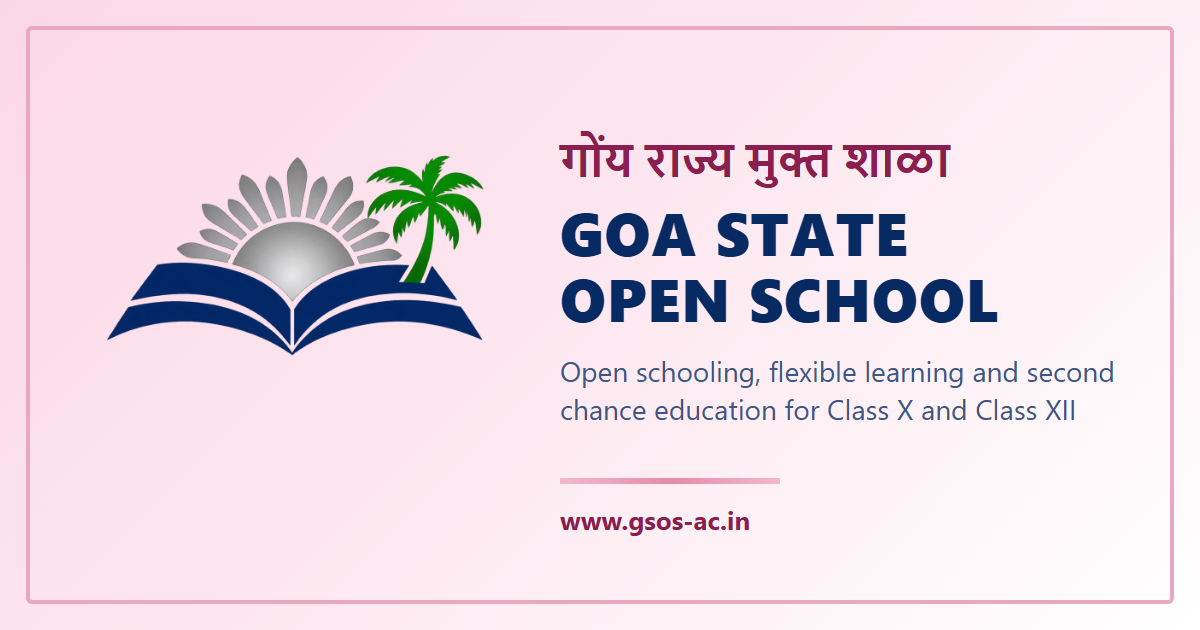 गोंय राज्य मुक्त शाळा
GOA STATE
OPEN SCHOOL
Open schooling, flexible learning and second
chance education for Class X and Class XII
www.gsos-ac.in